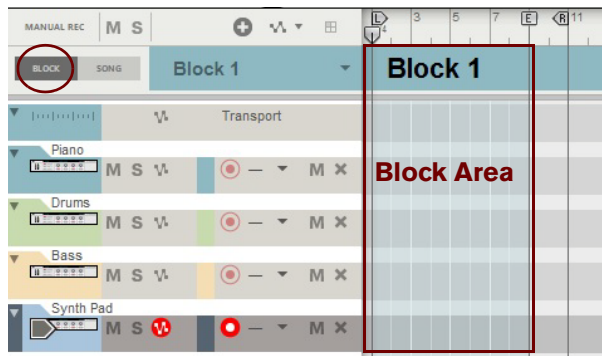 MANUAL REC M S L 3 5 7 E R 11
4
BLOCK SONG Block 1 Block 1
Transport
Piano
M S M
Block Area
Drums
M S M
Bass
M S M
Synth Pad
M S M